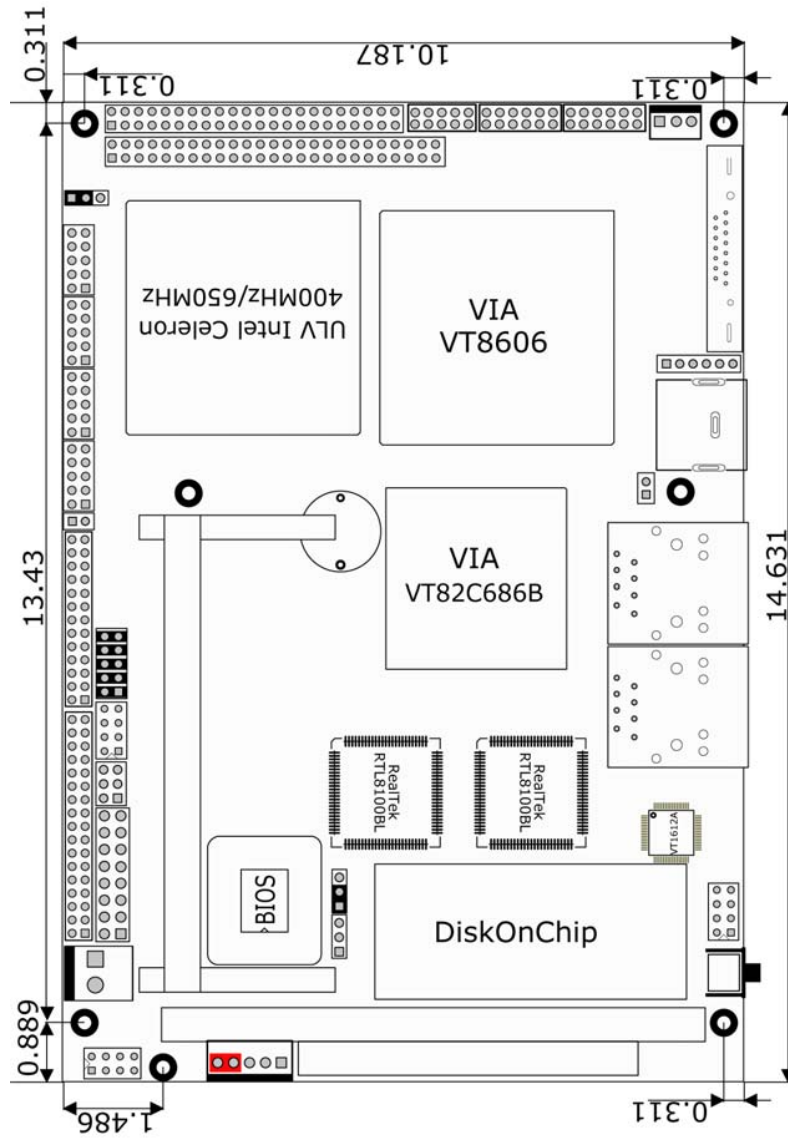 10.187
0.311
0.311
0.311
ULV Intel Celeron
400MHz/650MHz
VIA
VT8606
13.43
14.631
VIA
VT82C686B
RealTek
RTL8100BL
RealTek
RTL8100BL
VT1612A
BIOS
DiskOnChip
0.889
1.486
0.311